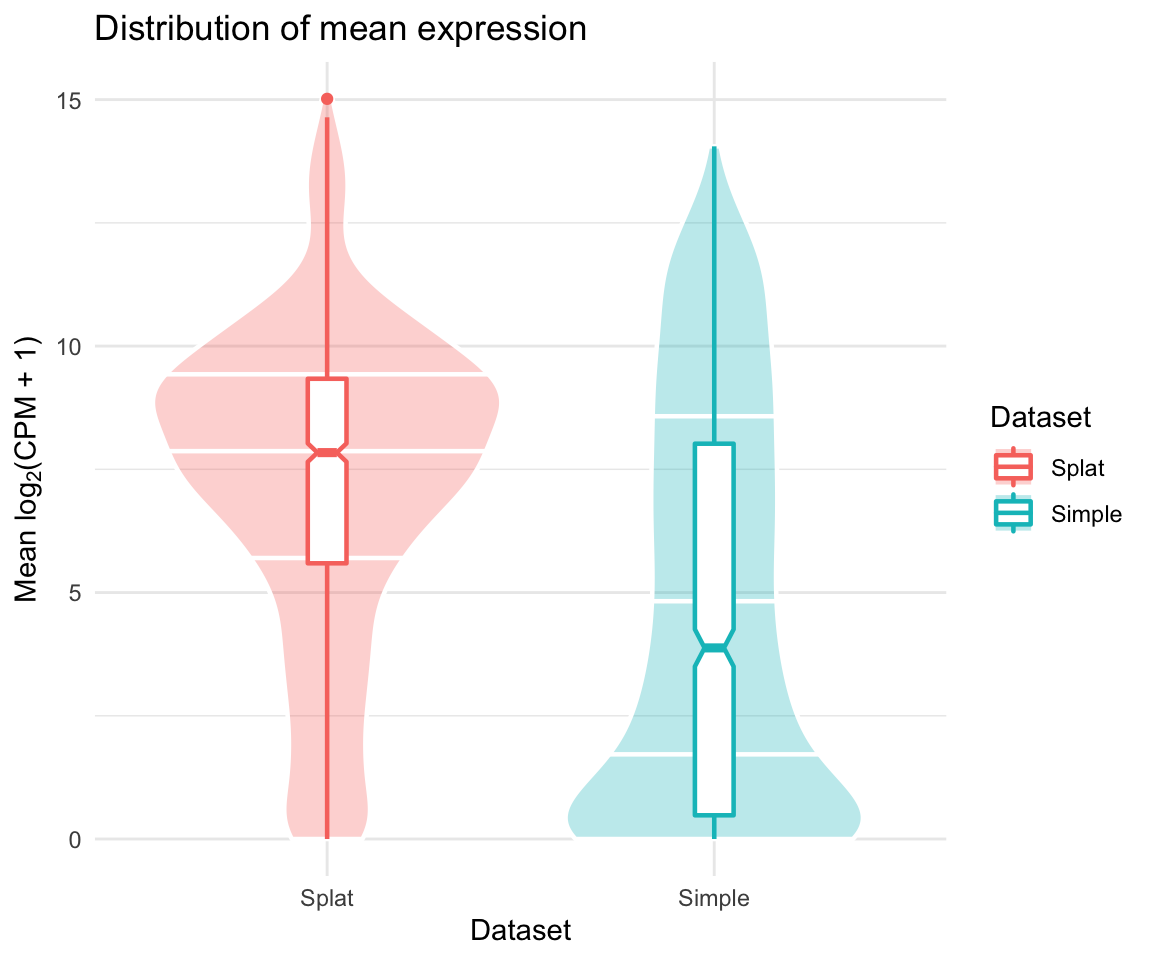 Distribution of mean expression
15
10
5
0
Mean log₂(CPM + 1)
Splat
Simple
Dataset
Dataset
Splat
Simple